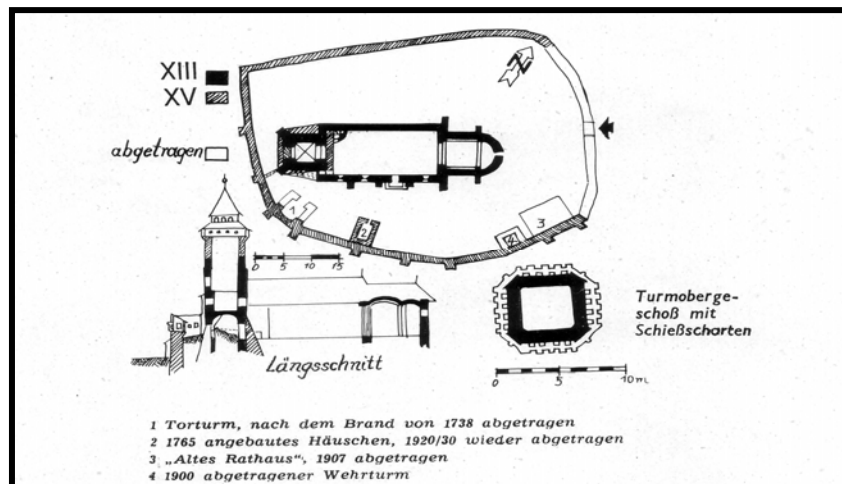 XIII
XV
abgetragen
N
1
2
3
4
0 5 10 15
Längsschnitt
Turmoberge-
schoß mit
Schießscharten
0 5 10 m
1 Torturm, nach dem Brand von 1738 abgetragen
2 1765 angebautes Häuschen, 1920/30 wieder abgetragen
3 „Altes Rathaus“, 1907 abgetragen
4 1900 abgetragener Wehrturm